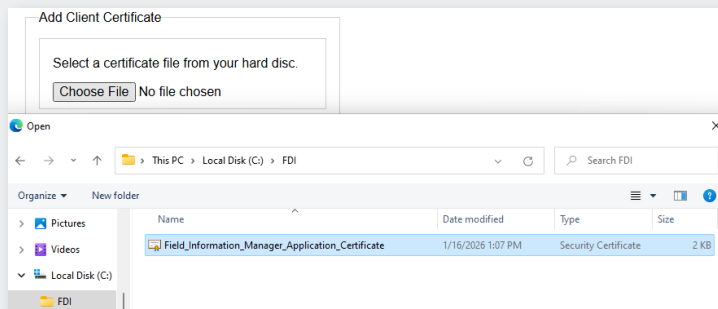 Add Client Certificate
Select a certificate file from your hard disc.
Choose File No file chosen
Open
This PC › Local Disk (C:) › FDI
Search FDI
Organize New folder
Name Date modified Type Size
Pictures
Field_Information_Manager_Application_Certificate 1/16/2026 1:07 PM Security Certificate 2 KB
Videos
Local Disk (C:)
FDI